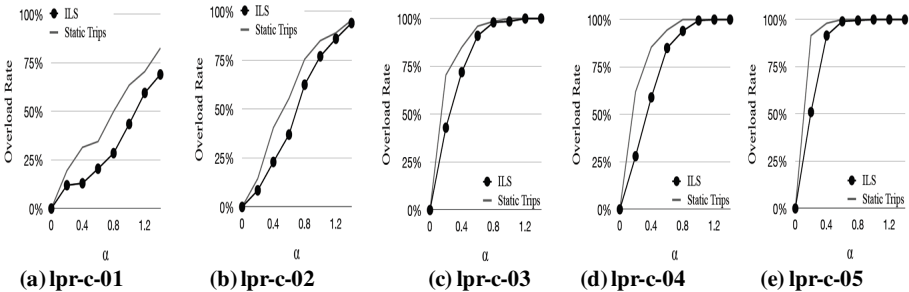 100%
75%
50%
25%
0%
Overload Rate
ILS
Static Trips
0 0.4 0.8 1.2
α
(a) lpr-c-01
100%
75%
50%
25%
0%
Overload Rate
ILS
Static Trips
0 0.4 0.8 1.2
α
(b) lpr-c-02
100%
75%
50%
25%
0%
Overload Rate
ILS
Static Trips
0 0.4 0.8 1.2
α
(c) lpr-c-03
100%
75%
50%
25%
0%
Overload Rate
ILS
Static Trips
0 0.4 0.8 1.2
α
(d) lpr-c-04
100%
75%
50%
25%
0%
Overload Rate
ILS
Static Trips
0 0.4 0.8 1.2
α
(e) lpr-c-05